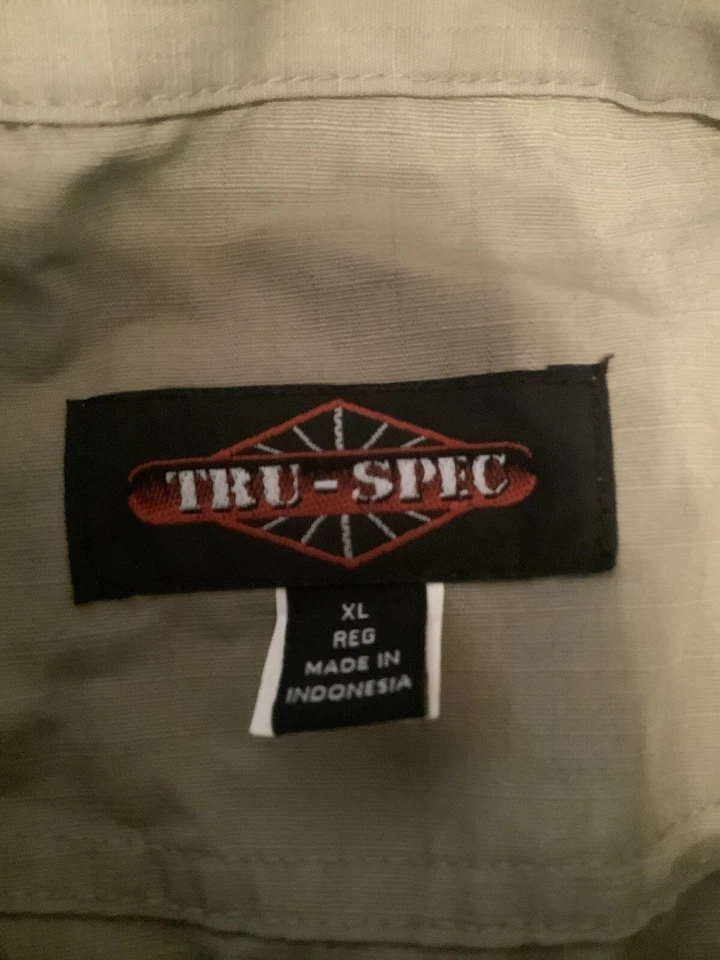 TRU-SPEC
XL
REG
MADE IN
INDONESIA